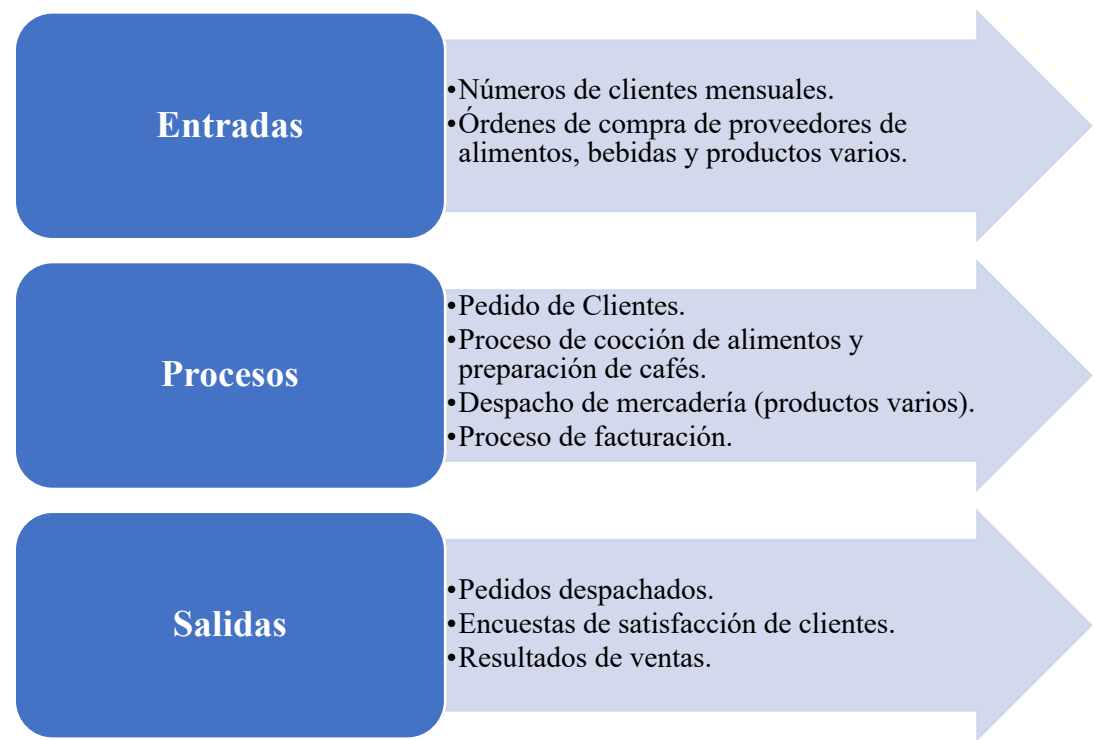 Entradas
•Números de clientes mensuales.
•Órdenes de compra de proveedores de
alimentos, bebidas y productos varios.
Procesos
•Pedido de Clientes.
•Proceso de cocción de alimentos y
preparación de cafés.
•Despacho de mercadería (productos varios).
•Proceso de facturación.
Salidas
•Pedidos despachados.
•Encuestas de satisfacción de clientes.
•Resultados de ventas.